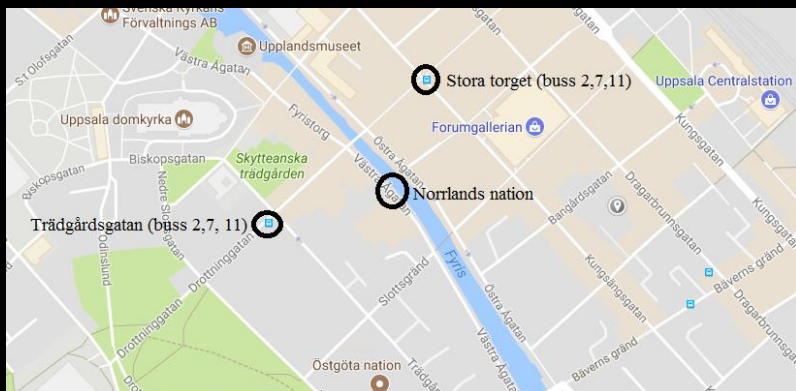 Svenska Kyrkans
Förvaltnings AB
S:t Olofsgatan
Västra Ågatan
Upplandsmuseet
Stora torget (buss 2,7,11)
Uppsala Centralstation
Uppsala domkyrka
Fyristorg
Östra Ågatan
Forumgallerian
Kungsgatan
Biskopsgatan
Biskopsgatan
Skytteanska
trädgården
Västra Ågatan
Norrlands nation
Nedre Slottsgatan
Bangårdsgatan
Dragarbrunnsgatan
Kungsgatan
Trädgårdsgatan (buss 2,7, 11)
Odinslund
Drottninggatan
Fyris
Slottsgränd
Kungsängsgatan
Bäverns gränd
Östra Ågatan
Dragarbrunnsgatan
Drottninggatan
Västra Ågatan
Östgöta nation
Bäverns gränd